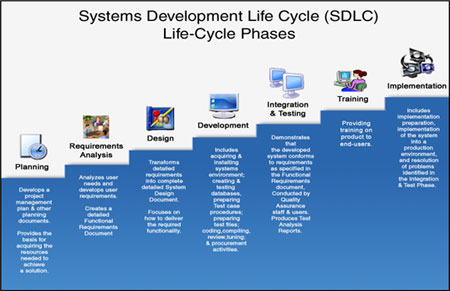 Systems Development Life Cycle (SDLC)
Life-Cycle Phases
Planning
Develops a
project
management plan
& other
planning
documents.
Provides the
basis for
acquiring the
resources
needed to
achieve
a solution.
Requirements
Analysis
Analyzes user
needs and
develops user
requirements.
Creates a
detailed
Functional
Requirements
Document
Design
Transforms
detailed
requirements
into complete
detailed System
Design
Document.
Focuses on
how to deliver
the required
functionality.
Development
Includes
acquiring &
installing
systems
environment;
creating &
testing
databases,
preparing
Test case
procedures;
preparing
test files,
coding,compiling,
review,tuning;
& procurement
activities.
Integration
& Testing
Demonstrates
that the
developed
system conforms
to requirements
as specified in
the Functional
Requirements
document,
Conducted by
Quality
Assurance
staff & users.
Produces Test
Analysis
Reports.
Training
Providing
training on
product to
end-users.
Implementation
Includes
implementation
preparation,
implementation
of the system
into a
production
environment,
and resolution
of problems
identified in
the Integration
& Test Phase.